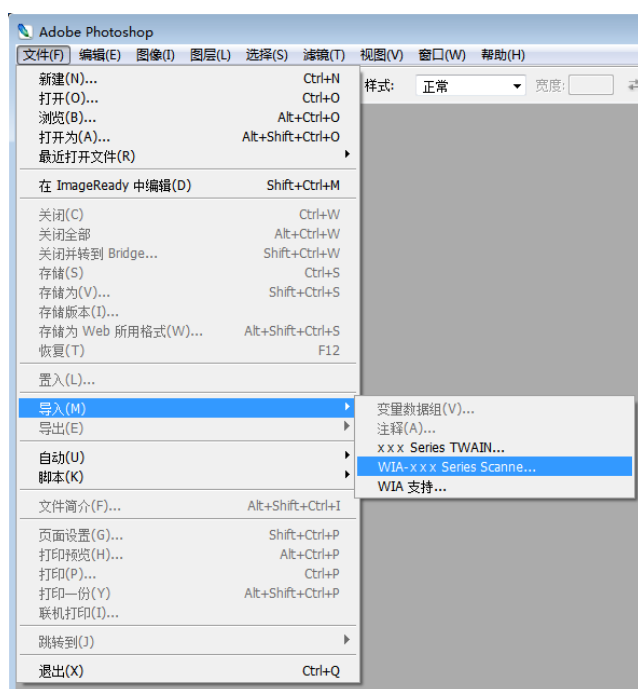 Adobe Photoshop
文件(F) 编辑(E) 图像(I) 图层(L) 选择(S) 滤镜(T) 视图(V) 窗口(W) 帮助(H)
样式: 正常 宽度:
新建(N)... Ctrl+N
打开(O)... Ctrl+O
浏览(B)... Alt+Ctrl+O
打开为(A)... Alt+Shift+Ctrl+O
最近打开文件(R)
在 ImageReady 中编辑(D) Shift+Ctrl+M
关闭(C) Ctrl+W
关闭全部 Alt+Ctrl+W
关闭并转到 Bridge... Shift+Ctrl+W
存储(S) Ctrl+S
存储为(V)... Shift+Ctrl+S
存储版本(I)...
存储为 Web 所用格式(W)... Alt+Shift+Ctrl+S
恢复(T) F12
置入(L)...
导入(M)
导出(E)
自动(U)
脚本(K)
文件简介(F)... Alt+Shift+Ctrl+I
页面设置(G)... Shift+Ctrl+P
打印预览(H)... Alt+Ctrl+P
打印(P)... Ctrl+P
打印一份(Y) Alt+Shift+Ctrl+P
联机打印(I)...
跳转到(J)
退出(X) Ctrl+Q
变量数据组(V)...
注释(A)...
x x x Series TWAIN...
WIA-x x x Series Scanne...
WIA 支持...